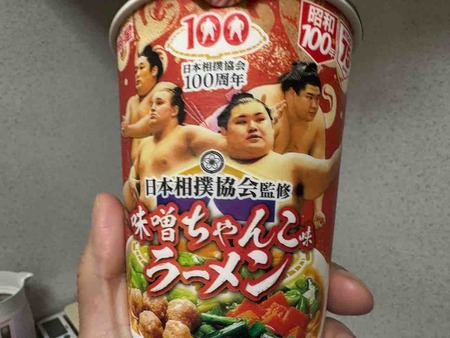 100
日本相撲協会
100周年
昭和
100年
日本相撲協会監修
味噌ちゃんこ味
ラーメン